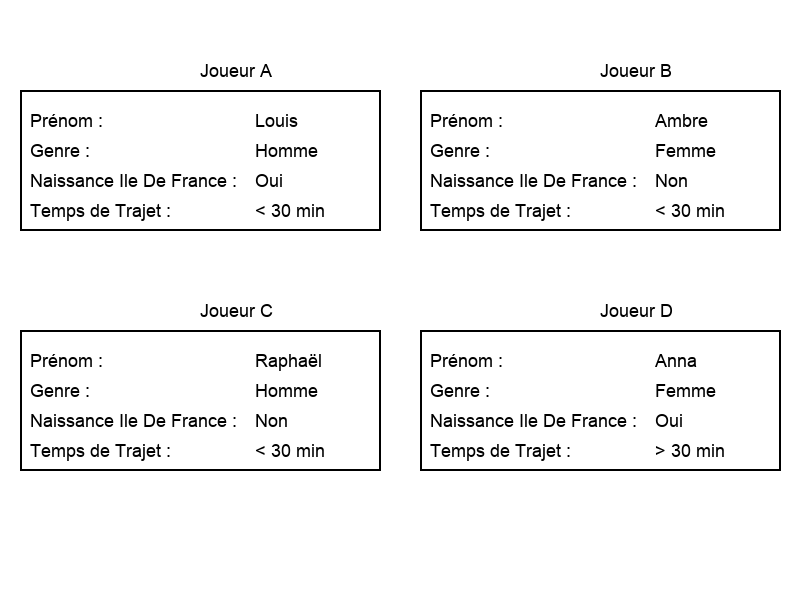 Joueur A
Prénom : Louis
Genre : Homme
Naissance Ile De France : Oui
Temps de Trajet : < 30 min
Joueur B
Prénom : Ambre
Genre : Femme
Naissance Ile De France : Non
Temps de Trajet : < 30 min
Joueur C
Prénom : Raphaël
Genre : Homme
Naissance Ile De France : Non
Temps de Trajet : < 30 min
Joueur D
Prénom : Anna
Genre : Femme
Naissance Ile De France : Oui
Temps de Trajet : > 30 min